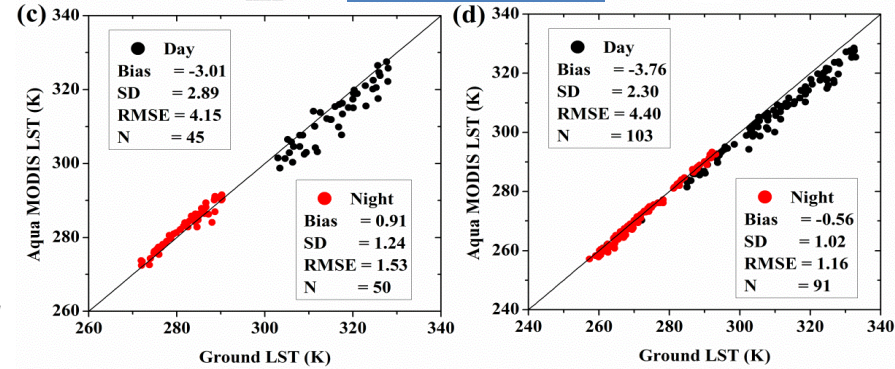 (c)
340
320
300
280
260
Aqua MODIS LST (K)
Day
Bias = -3.01
SD = 2.89
RMSE = 4.15
N = 45
Night
Bias = 0.91
SD = 1.24
RMSE = 1.53
N = 50
260 280 300 320 340
Ground LST (K)
(d)
340
320
300
280
260
240
Aqua MODIS LST (K)
Day
Bias = -3.76
SD = 2.30
RMSE = 4.40
N = 103
Night
Bias = -0.56
SD = 1.02
RMSE = 1.16
N = 91
240 260 280 300 320 340
Ground LST (K)